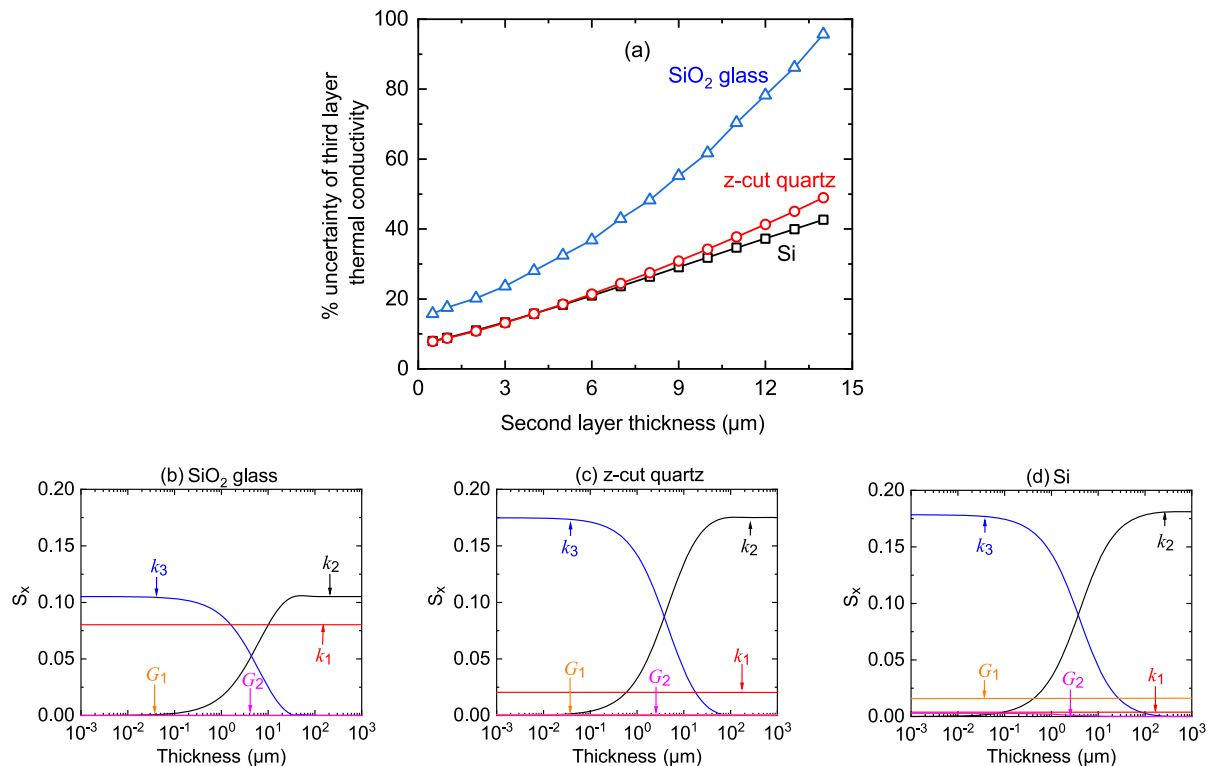 (a)
% uncertainty of third layer
thermal conductivity
100
80
60
40
20
0
SiO₂ glass
z-cut quartz
Si
0 3 6 9 12 15
Second layer thickness (μm)
(b) SiO₂ glass
Sₓ
0.20
0.15
0.10
0.05
0.00
k₃
k₂
k₁
G₁
G₂
10⁻³ 10⁻² 10⁻¹ 10⁰ 10¹ 10² 10³
Thickness (μm)
(c) z-cut quartz
0.20
0.15
0.10
0.05
0.00
k₃
k₂
k₁
G₁
G₂
10⁻³ 10⁻² 10⁻¹ 10⁰ 10¹ 10² 10³
Thickness (μm)
(d) Si
0.20
0.15
0.10
0.05
0.00
k₃
k₂
G₁
G₂
k₁
10⁻³ 10⁻² 10⁻¹ 10⁰ 10¹ 10² 10³
Thickness (μm)